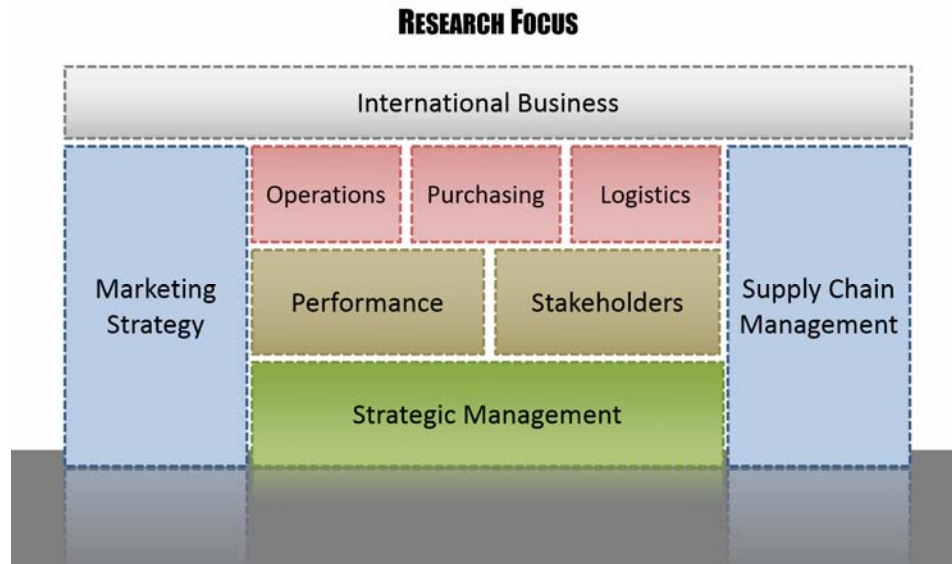 RESEARCH FOCUS
International Business
Operations
Purchasing
Logistics
Marketing
Strategy
Performance
Stakeholders
Supply Chain
Management
Strategic Management